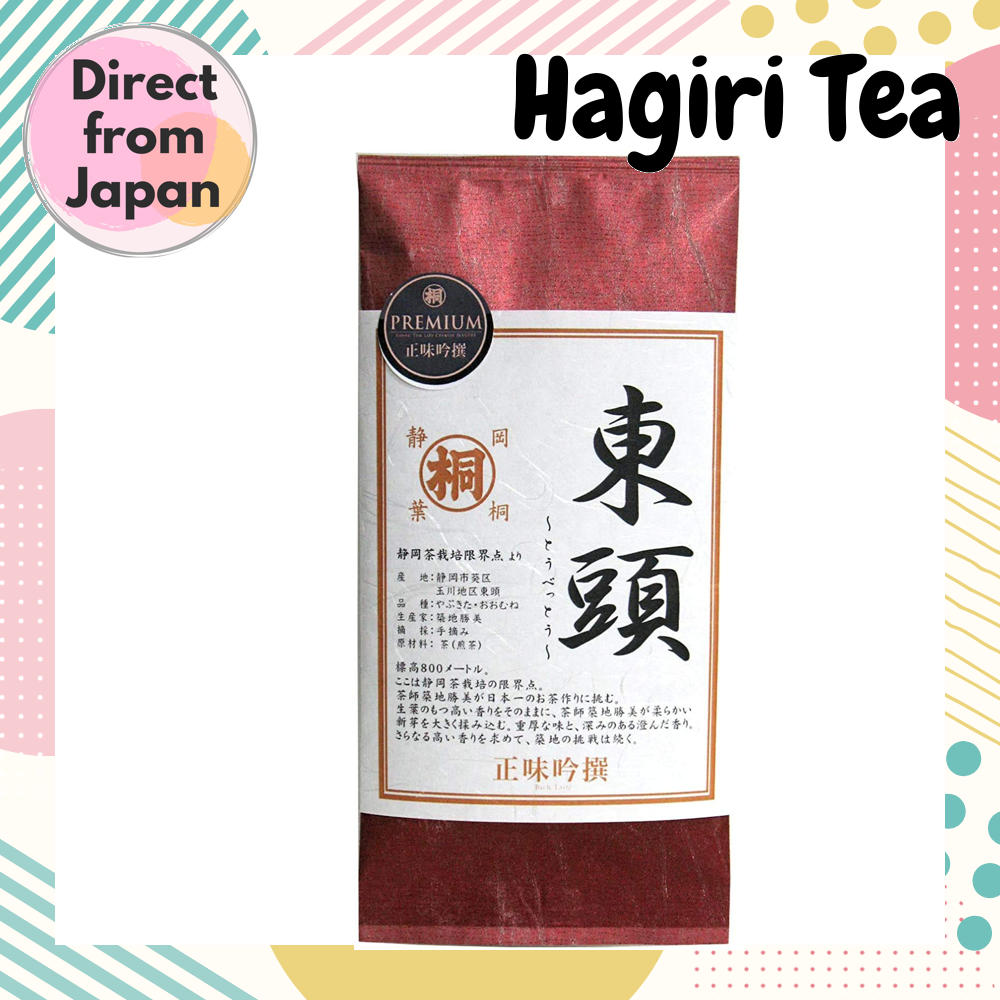 Direct
from
Japan
Hagiri Tea
桐
PREMIUM
正味吟撰
東頭
〜とうべっとう〜
静岡
桐
葉桐
静岡茶栽培限界点より
産 地:静岡市葵区
玉川地区東頭
品 種:やぶきた・おおむね
生産家:築地勝美
摘 採:手摘み
原材料:茶(煎茶)
標高800メートル。
ここは静岡茶栽培の限界点。
茶師築地勝美が日本一のお茶作りに挑む。
生葉のもつ高い香りをそのままに、茶師築地勝美が柔らかい
新芽を大きく揉み込む。重厚な味と、深みのある澄んだ香り。
さらなる高い香りを求めて、築地の挑戦は続く。
正味吟撰